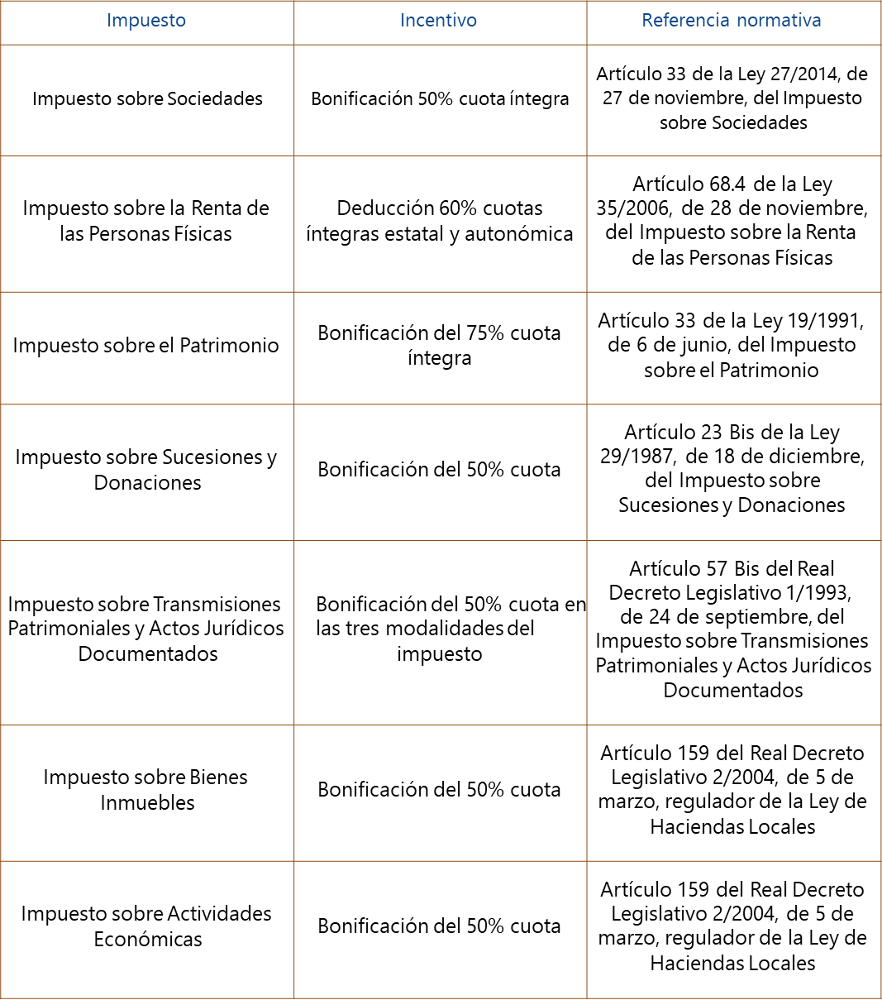 Impuesto
Incentivo
Referencia normativa
Impuesto sobre Sociedades
Bonificación 50% cuota íntegra
Artículo 33 de la Ley 27/2014, de
27 de noviembre, del Impuesto
sobre Sociedades
Impuesto sobre la Renta de
las Personas Físicas
Deducción 60% cuotas
íntegras estatal y autonómica
Artículo 68.4 de la Ley
35/2006, de 28 de noviembre,
del Impuesto sobre la Renta
de las Personas Físicas
Impuesto sobre el Patrimonio
Bonificación del 75% cuota
íntegra
Artículo 33 de la Ley 19/1991,
de 6 de junio, del Impuesto
sobre el Patrimonio
Impuesto sobre Sucesiones y
Donaciones
Bonificación del 50% cuota
Artículo 23 Bis de la Ley
29/1987, de 18 de diciembre,
del Impuesto sobre
Sucesiones y Donaciones
Impuesto sobre Transmisiones
Patrimoniales y Actos Jurídicos
Documentados
Bonificación del 50% cuota en
las tres modalidades del
impuesto
Artículo 57 Bis del Real
Decreto Legislativo 1/1993,
de 24 de septiembre, del
Impuesto sobre Transmisiones
Patrimoniales y Actos Jurídicos
Documentados
Impuesto sobre Bienes
Inmuebles
Bonificación del 50% cuota
Artículo 159 del Real Decreto
Legislativo 2/2004, de 5 de
marzo, regulador de la Ley de
Haciendas Locales
Impuesto sobre Actividades
Económicas
Bonificación del 50% cuota
Artículo 159 del Real Decreto
Legislativo 2/2004, de 5 de
marzo, regulador de la Ley de
Haciendas Locales